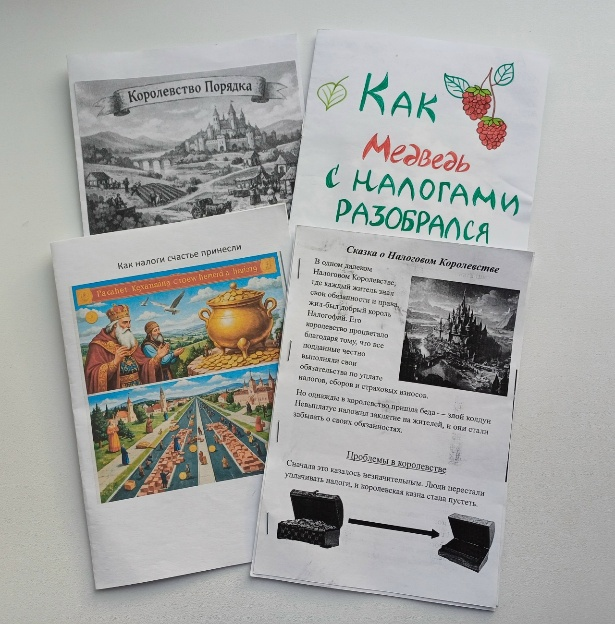 Королевство Порядка
Как
Медведь
с налогами
разобрался
Как налоги счастье принесли
Сказка о Налоговом Королевстве
В одном далеком
Налоговом Королевстве,
где каждый житель знал
свои обязанности и права,
жил-был добрый король
Налогофий. Его
королевство процветало
благодаря тому, что все
подданные честно
выполняли свои
обязательства по уплате
налогов, сборов и страховых взносов.
Но однажды в королевство пришла беда - – злой колдун
Невыплатус наложил заклятие на жителей, и они стали
забывать о своих обязанностях.
Проблемы в королевстве
Сначала это казалось незначительным. Люди перестали
уплачивать налоги, и королевская казна стала пустеть.